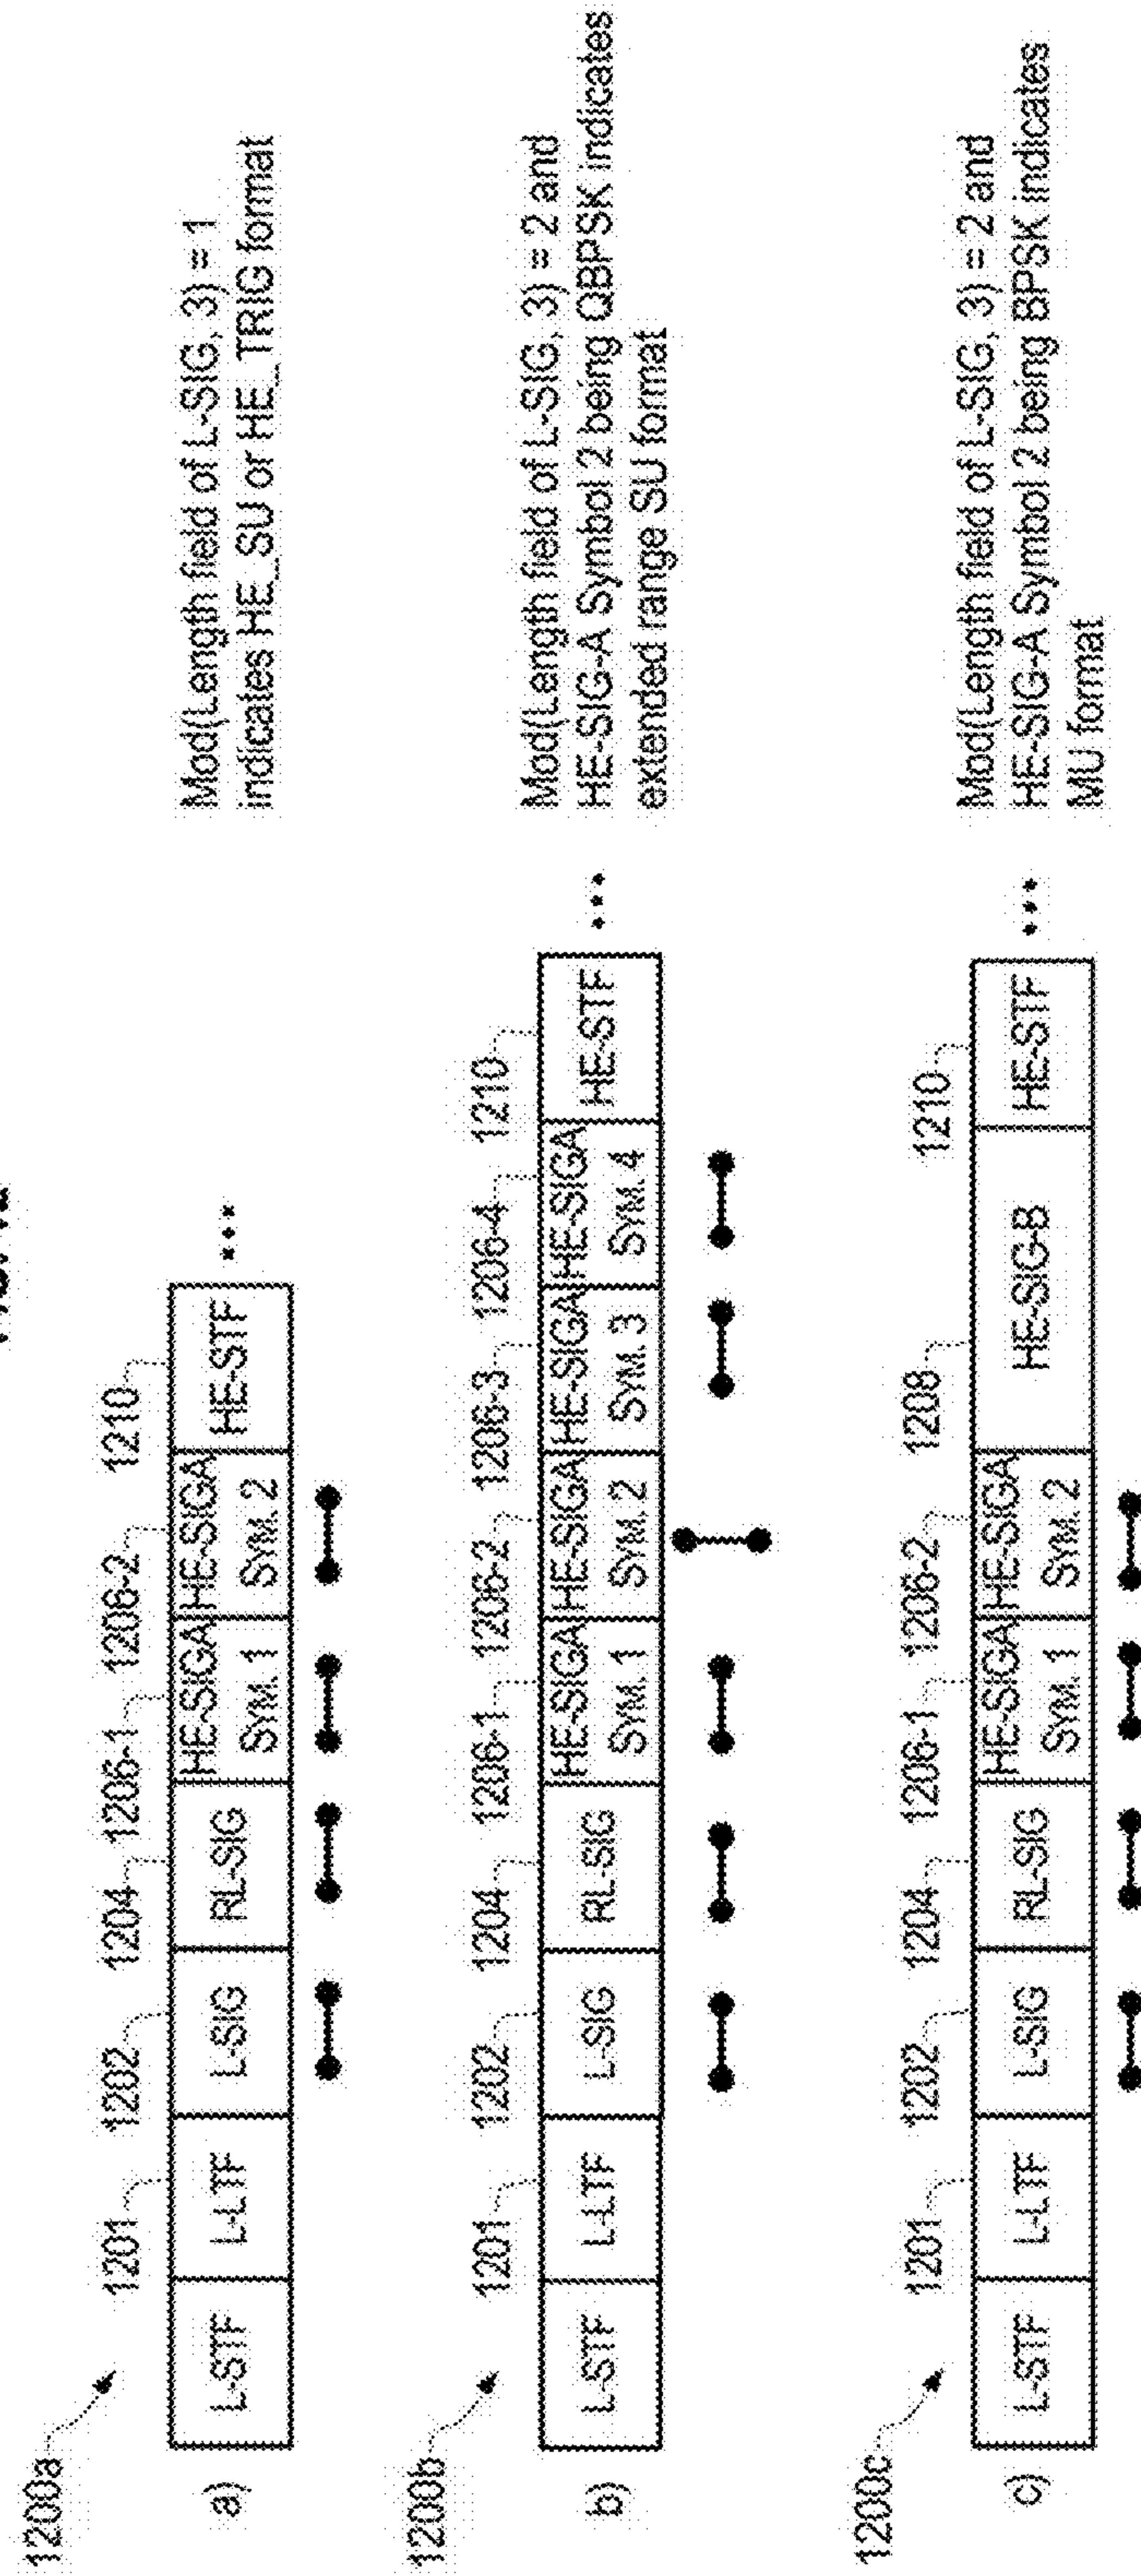 1200a
1201 1202 1204 1206-1 1206-2 1210
a) L-STF L-LTF L-SIG RL-SIG HE-SIGA SYM. 1 HE-SIGA SYM. 2 HE-STF ...
Mod(Length field of L-SIG, 3) = 1
indicates HE_SU or HE_TRIG format
1200b
1201 1202 1204 1206-1 1206-2 1206-3 1206-4 1210
b) L-STF L-LTF L-SIG RL-SIG HE-SIGA SYM. 1 HE-SIGA SYM. 2 HE-SIGA SYM. 3 HE-SIGA SYM. 4 HE-STF ...
Mod(Length field of L-SIG, 3) = 2 and
HE-SIG-A Symbol 2 being QBPSK indicates
extended range SU format
1200c
1201 1202 1204 1206-1 1206-2 1208 1210
c) L-STF L-LTF L-SIG RL-SIG HE-SIGA SYM. 1 HE-SIGA SYM. 2 HE-SIG-B HE-STF ...
Mod(Length field of L-SIG, 3) = 2 and
HE-SIG-A Symbol 2 being BPSK indicates
MU format